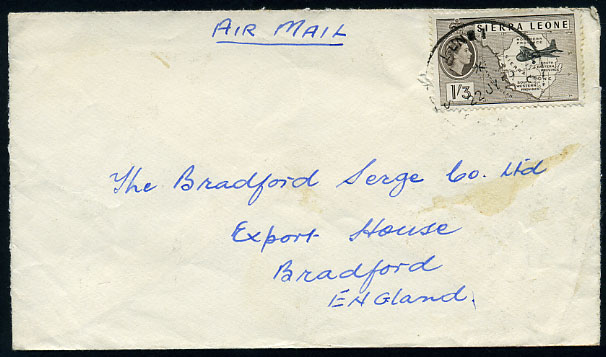 AIR MAIL
SIERRA LEONE
1/3
The Bradford Serge Co. Ltd
Export House
Bradford
ENGland.